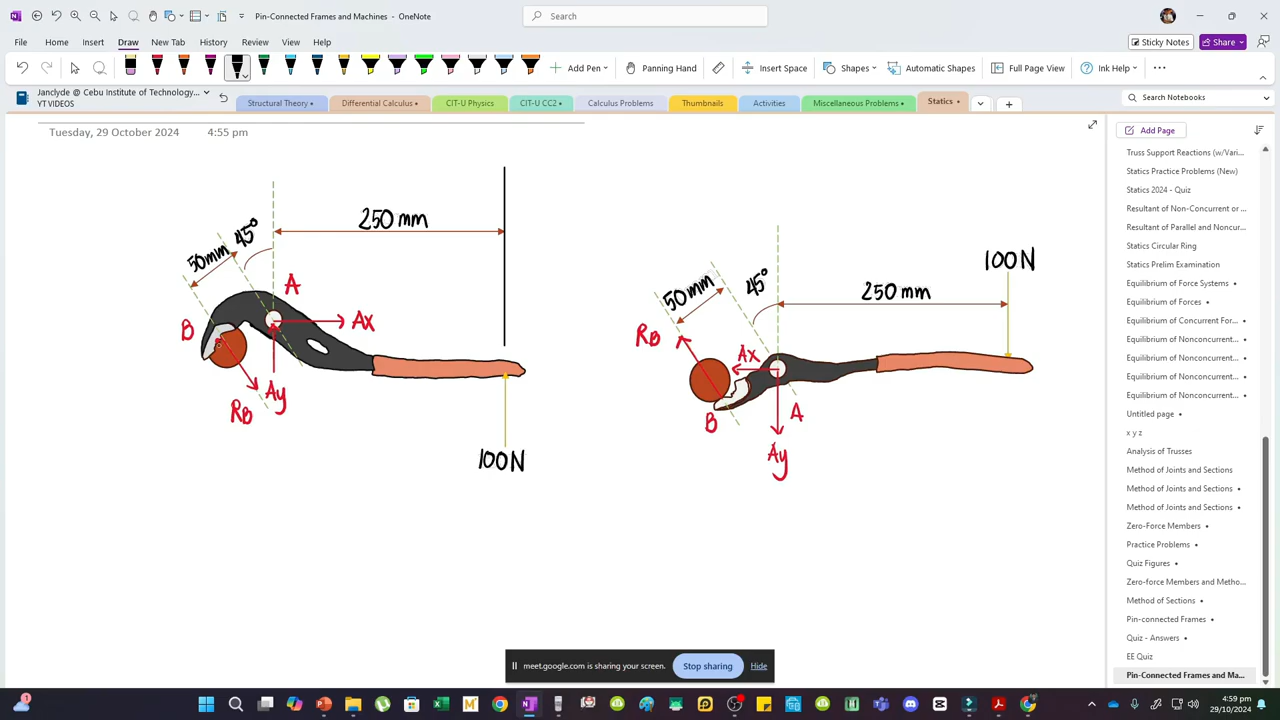 Pin-Connected Frames and Machines - OneNote
Search
File Home Insert Draw New Tab History Review View Help
Sticky Notes Share
Add Pen Panning Hand Insert Space Shapes Automatic Shapes Full Page View Ink Help
Janclyde @ Cebu Institute of Technology...
YT VIDEOS
Structural Theory Differential Calculus CIT-U Physics CIT-U CC2 Calculus Problems Thumbnails Activities Miscellaneous Problems Statics
Search Notebooks
Tuesday, 29 October 2024 4:55 pm
Add Page
Truss Support Reactions (w/Vari...
Statics Practice Problems (New)
Statics 2024 - Quiz
Resultant of Non-Concurrent or ...
Resultant of Parallel and Noncur...
Statics Circular Ring
Statics Prelim Examination
Equilibrium of Force Systems
Equilibrium of Forces
Equilibrium of Concurrent For...
Equilibrium of Nonconcurrent...
Equilibrium of Nonconcurrent...
Equilibrium of Nonconcurrent...
Untitled page
x y z
Analysis of Trusses
Method of Joints and Sections
Method of Joints and Sections
Method of Joints and Sections
Zero-Force Members
Practice Problems
Quiz Figures
Zero-force Members and Metho...
Method of Sections
Pin-connected Frames
Quiz - Answers
EE Quiz
Pin-Connected Frames and Ma...
250 mm
45°
50mm
A
B
Ax
Ay
RB
100N
100N
250 mm
45°
50mm
RB
Ax
B
A
Ay
meet.google.com is sharing your screen. Stop sharing Hide
1
4:59 pm
29/10/2024